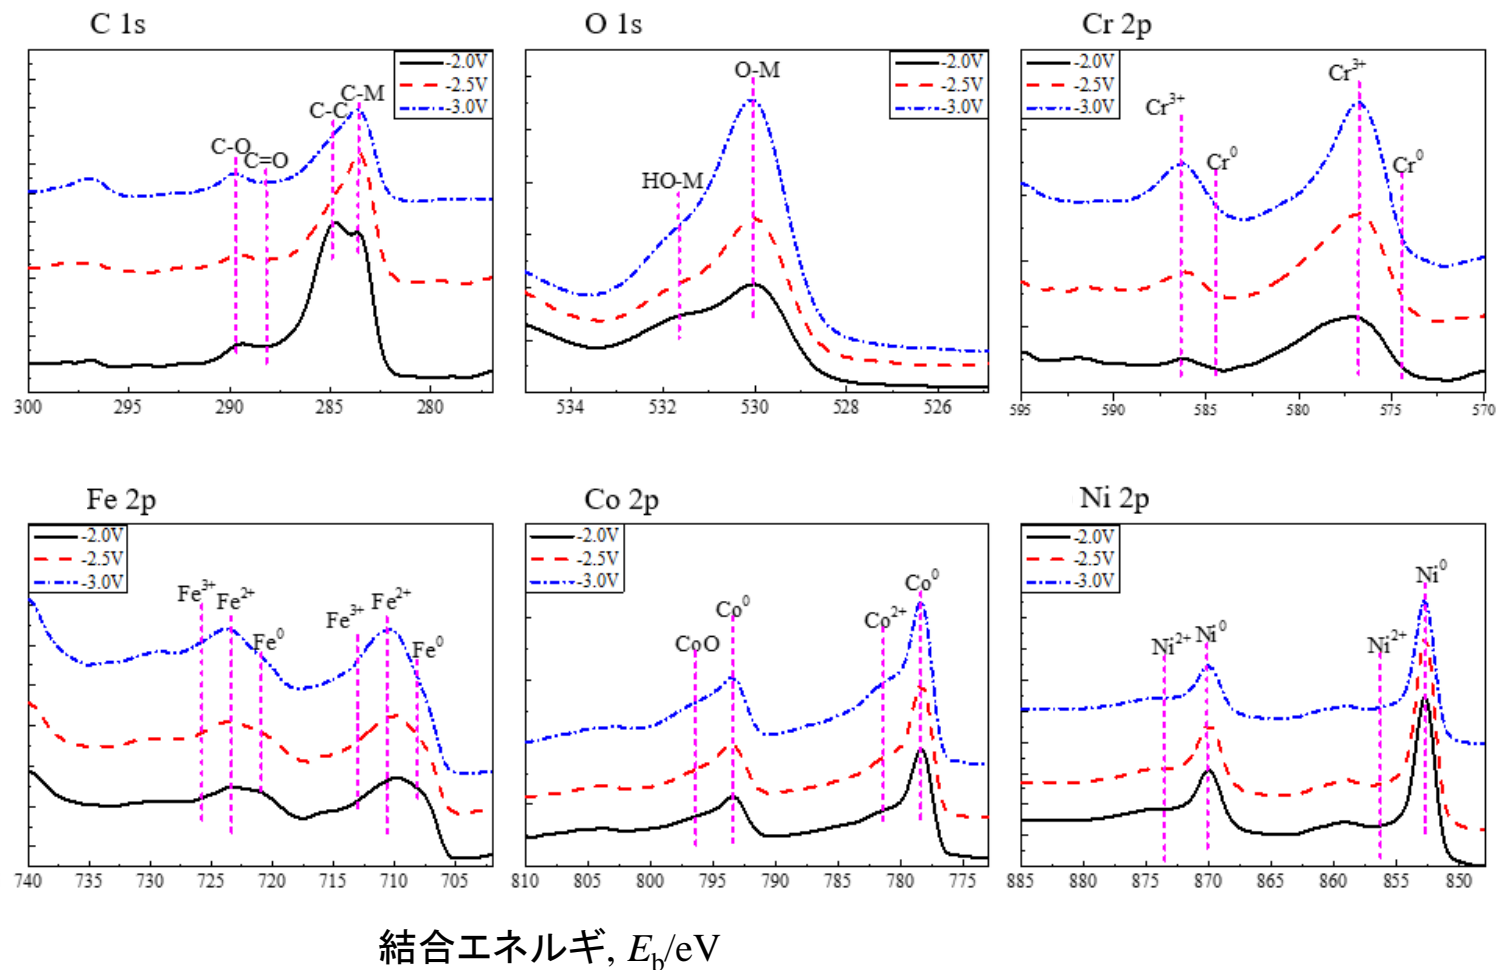 C 1s
-2.0V
-2.5V
-3.0V
C-O
C=O
C-C
C-M
300 295 290 285 280
O 1s
-2.0V
-2.5V
-3.0V
O-M
HO-M
534 532 530 528 526
Cr 2p
-2.0V
-2.5V
-3.0V
Cr³⁺
Cr⁰
Cr³⁺
Cr⁰
595 590 585 580 575 570
Fe 2p
-2.0V
-2.5V
-3.0V
Fe³⁺
Fe²⁺
Fe⁰
Fe³⁺
Fe²⁺
Fe⁰
740 735 730 725 720 715 710 705
Co 2p
-2.0V
-2.5V
-3.0V
CoO
Co⁰
Co²⁺
Co⁰
810 805 800 795 790 785 780 775
Ni 2p
-2.0V
-2.5V
-3.0V
Ni²⁺
Ni⁰
Ni²⁺
Ni⁰
885 880 875 870 865 860 855 850
結合エネルギ, E_b/eV